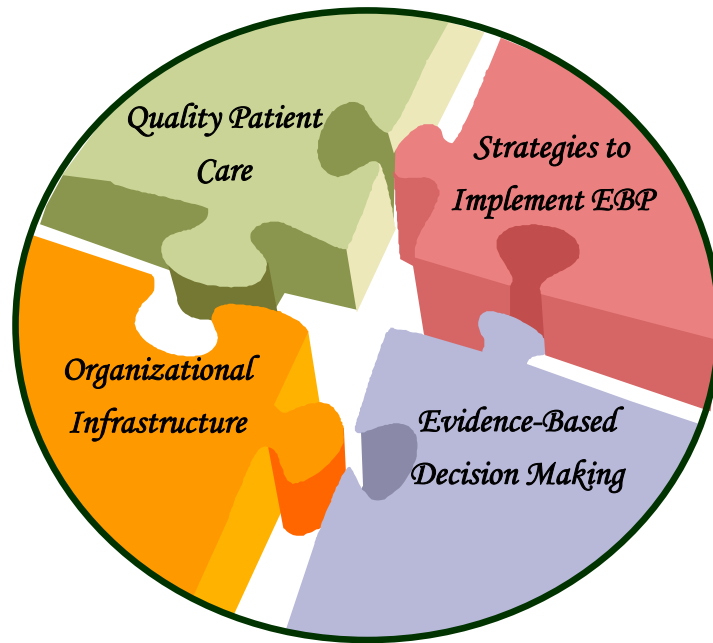 Quality Patient
Care
Strategies to
Implement EBP
Organizational
Infrastructure
Evidence-Based
Decision Making